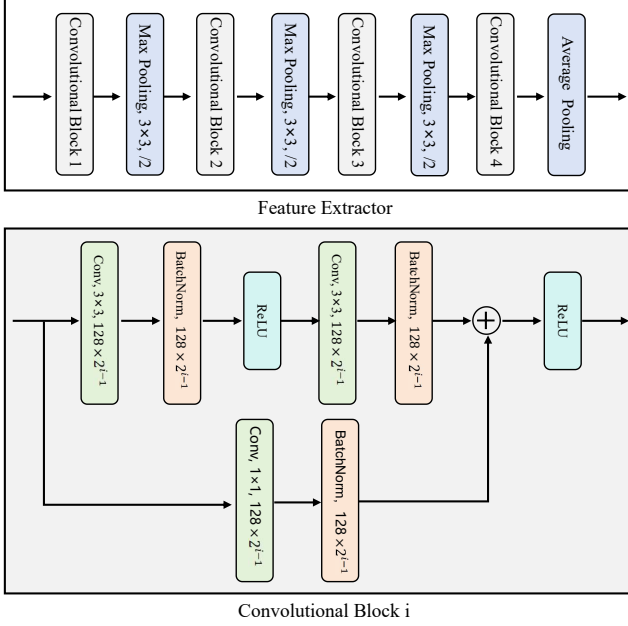 Convolutional Block 1
Max Pooling, 3×3, /2
Convolutional Block 2
Max Pooling, 3×3, /2
Convolutional Block 3
Max Pooling, 3×3, /2
Convolutional Block 4
Average Pooling
Feature Extractor
Conv, 3×3, 128 × 2^{i−1}
BatchNorm, 128 × 2^{i−1}
ReLU
Conv, 3×3, 128 × 2^{i−1}
BatchNorm, 128 × 2^{i−1}
ReLU
Conv, 1×1, 128 × 2^{i−1}
BatchNorm, 128 × 2^{i−1}
Convolutional Block i